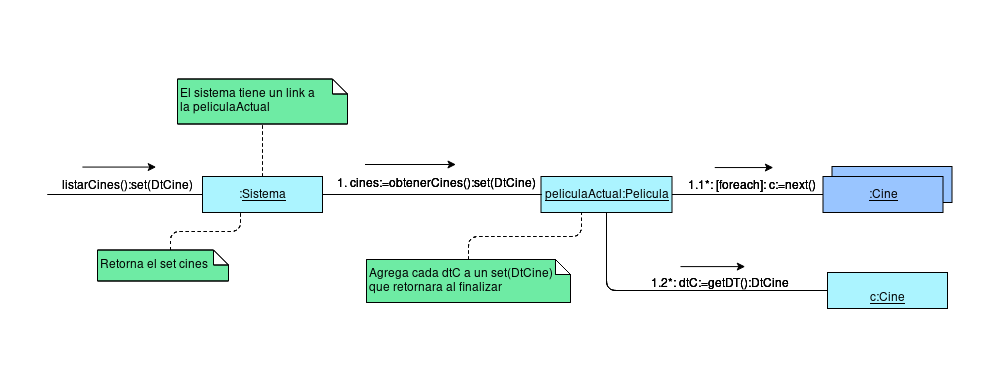 El sistema tiene un link a
la peliculaActual
listarCines():set(DtCine)
:Sistema
1. cines:=obtenerCines():set(DtCine)
peliculaActual:Pelicula
1.1*: [foreach]: c:=next()
:Cine
Retorna el set cines
Agrega cada dtC a un set(DtCine)
que retornara al finalizar
1.2*: dtC:=getDT():DtCine
c:Cine